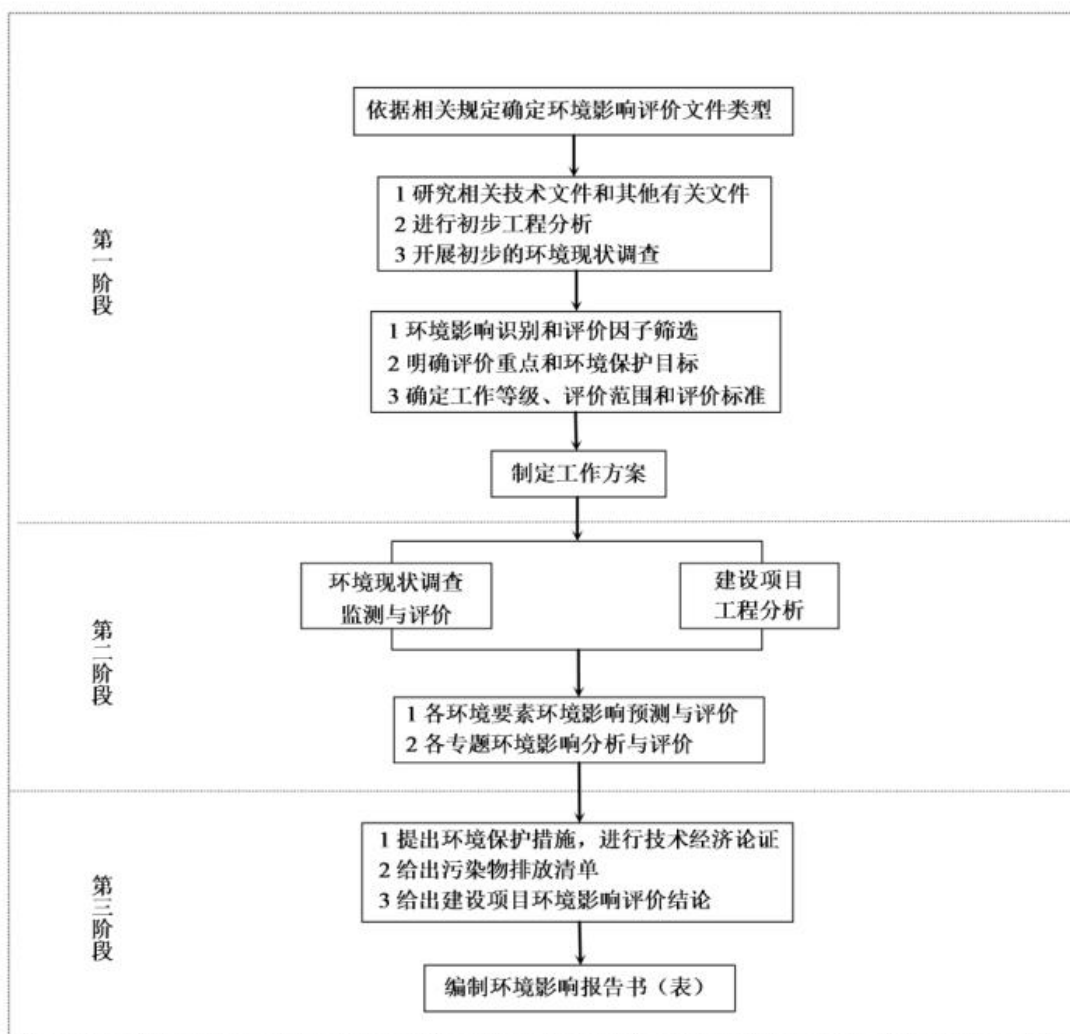 第一阶段
依据相关规定确定环境影响评价文件类型
1 研究相关技术文件和其他有关文件
2 进行初步工程分析
3 开展初步的环境现状调查
1 环境影响识别和评价因子筛选
2 明确评价重点和环境保护目标
3 确定工作等级、评价范围和评价标准
制定工作方案
第二阶段
环境现状调查
监测与评价
建设项目
工程分析
1 各环境要素环境影响预测与评价
2 各专题环境影响分析与评价
第三阶段
1 提出环境保护措施，进行技术经济论证
2 给出污染物排放清单
3 给出建设项目环境影响评价结论
编制环境影响报告书（表）